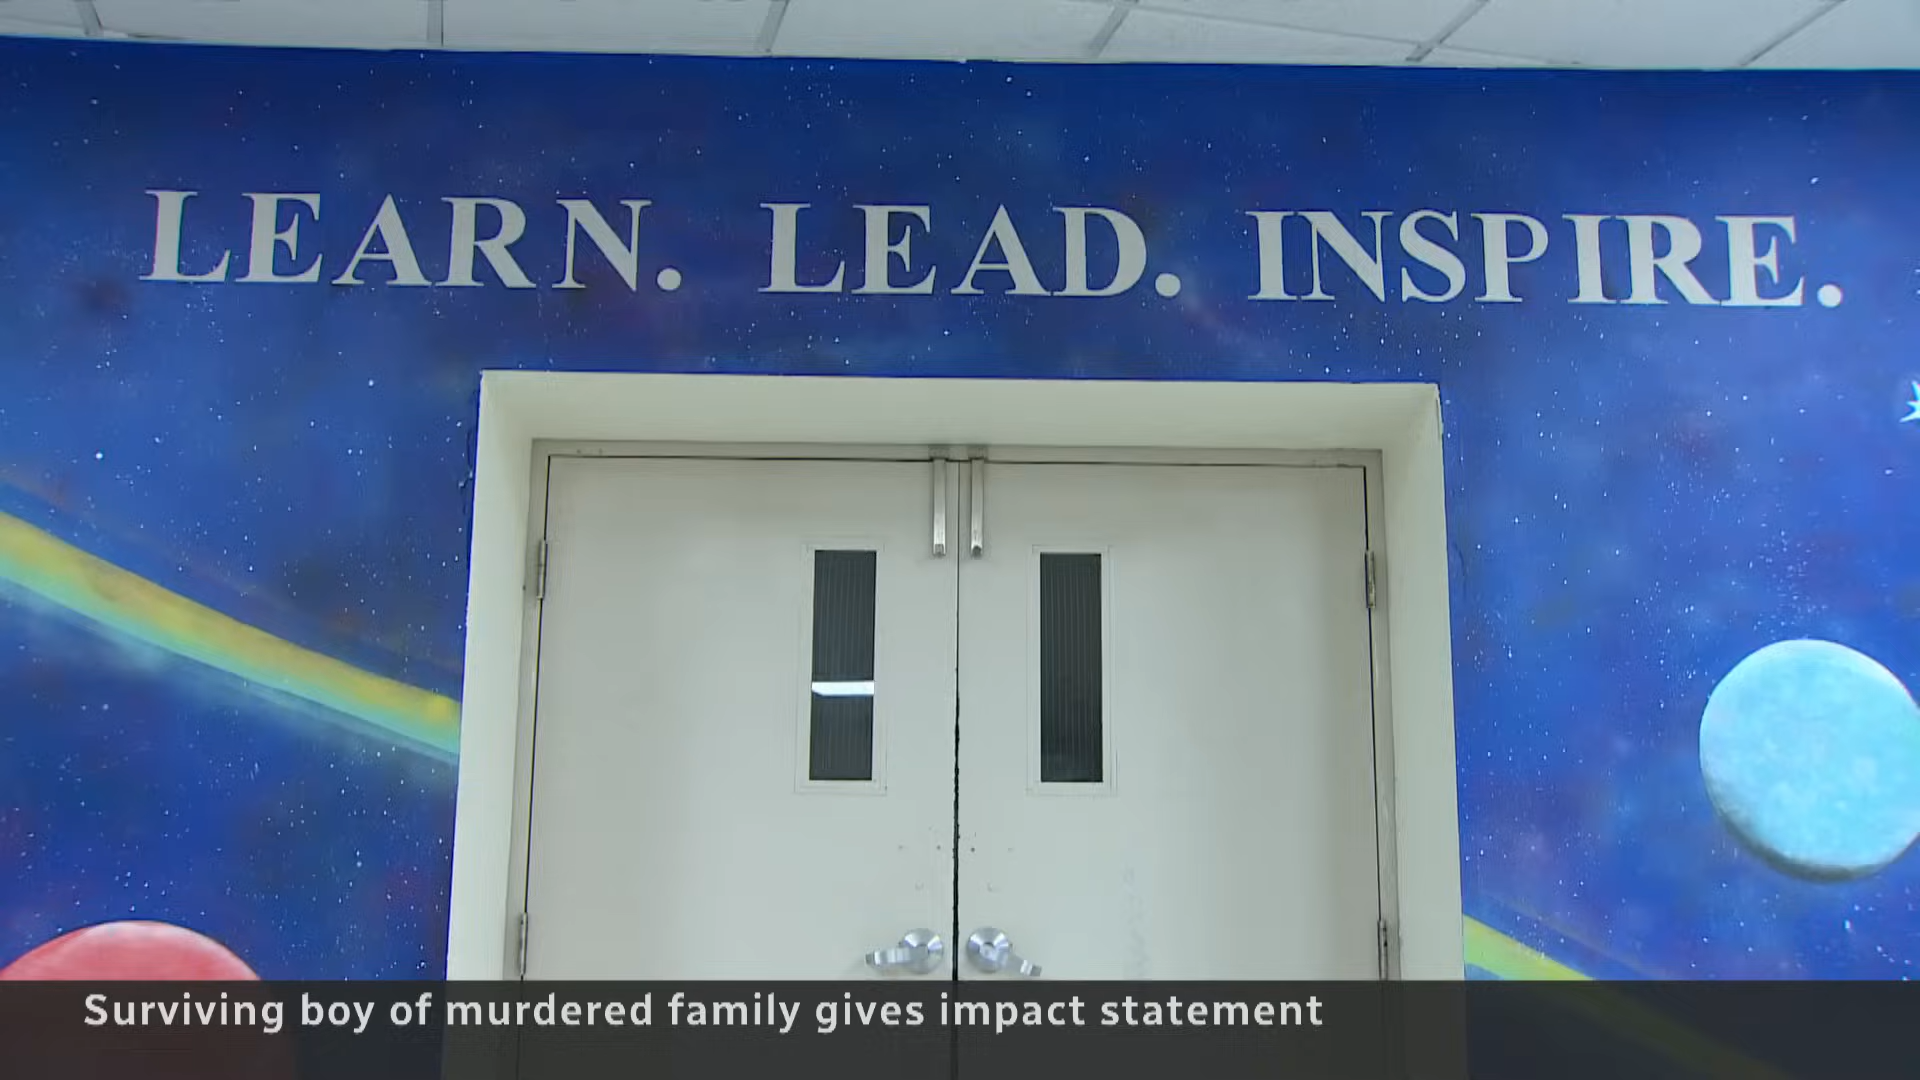 LEARN. LEAD. INSPIRE.
Surviving boy of murdered family gives impact statement